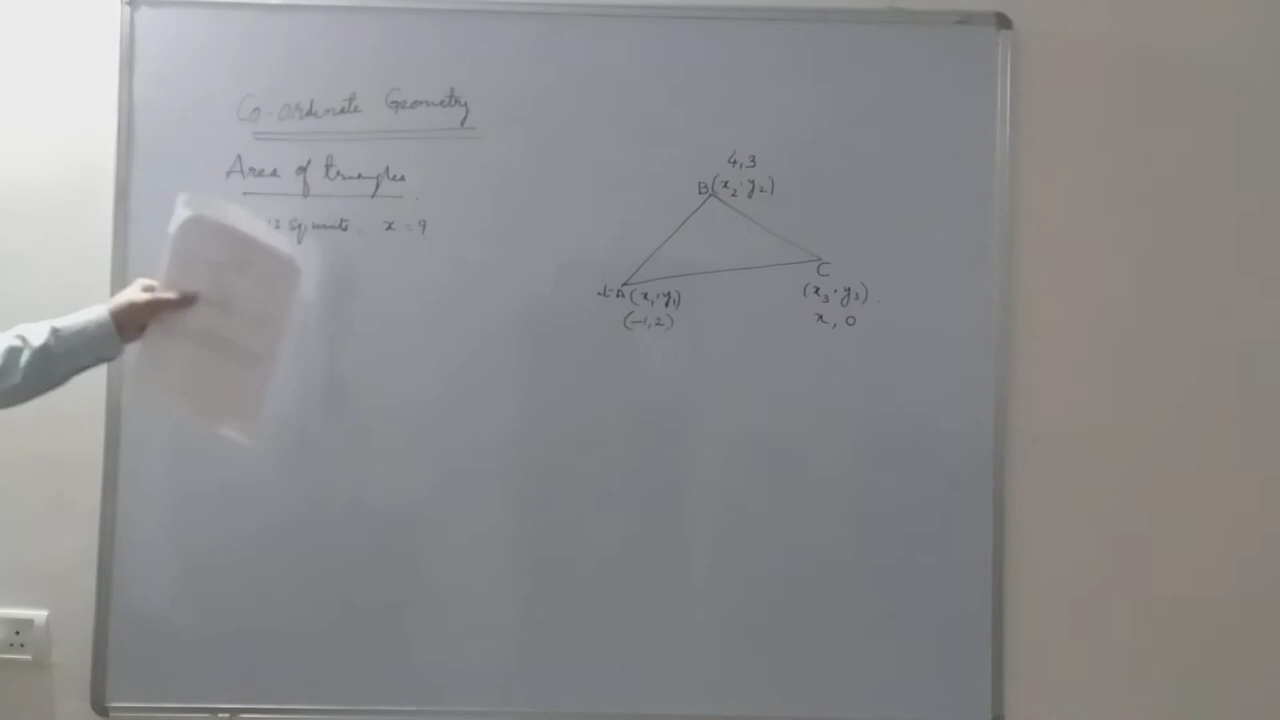 Co-ordinate Geometry
Area of triangles
12 Sq units, x = 9
4,3
B(x₂, y₂)
A(x₁, y₁)
(-1,2)
C
(x₃, y₃)
x, 0